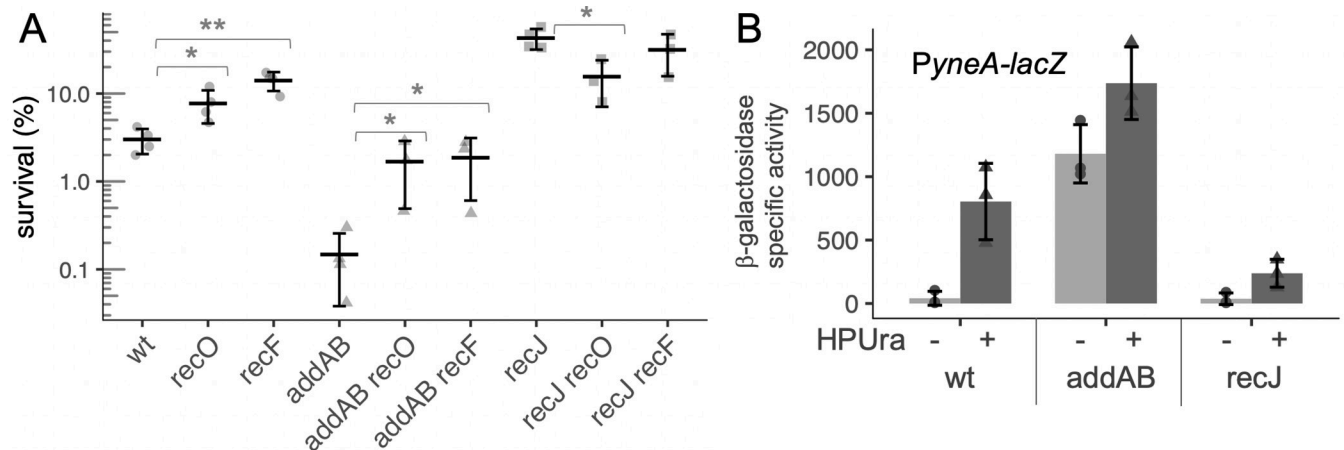 A
survival (%)
10.0
1.0
0.1
**
*
*
*
*
wt
recO
recF
addAB
addAB recO
addAB recF
recJ
recJ recO
recJ recF
B
PyneA-lacZ
β-galactosidase
specific activity
2000
1500
1000
500
0
HPUra - + - + - +
wt addAB recJ